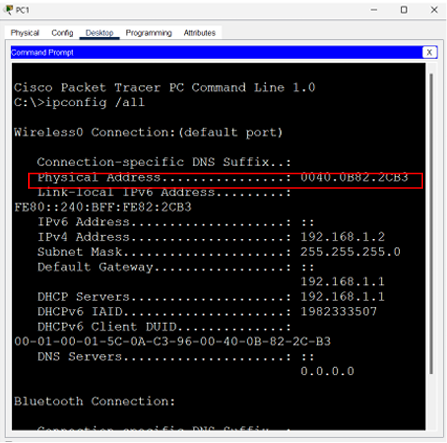 PC1
Physical Config Desktop Programming Attributes
Command Prompt
X
Cisco Packet Tracer PC Command Line 1.0
C:\>ipconfig /all
Wireless0 Connection:(default port)
Connection-specific DNS Suffix..:
Physical Address................: 0040.0B82.2CB3
Link-local IPv6 Address.........:
FE80::240:BFF:FE82:2CB3
IPv6 Address....................: ::
IPv4 Address....................: 192.168.1.2
Subnet Mask.....................: 255.255.255.0
Default Gateway.................: ::
192.168.1.1
DHCP Servers....................: 192.168.1.1
DHCPv6 IAID.....................: 1982333507
DHCPv6 Client DUID..............:
00-01-00-01-5C-0A-C3-96-00-40-0B-82-2C-B3
DNS Servers.....................: ::
0.0.0.0
Bluetooth Connection:
Connection-specific DNS Suffix..: